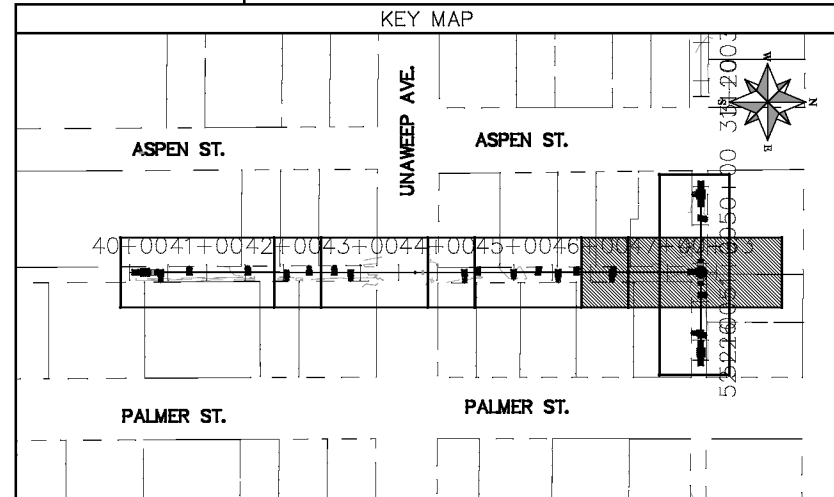 KEY MAP
UNAWEEP AVE.
ASPEN ST.
ASPEN ST.
W
N
S
E
40+0041+0042+0043+0044+0045+0046+0047+00
PALMER ST.
PALMER ST.